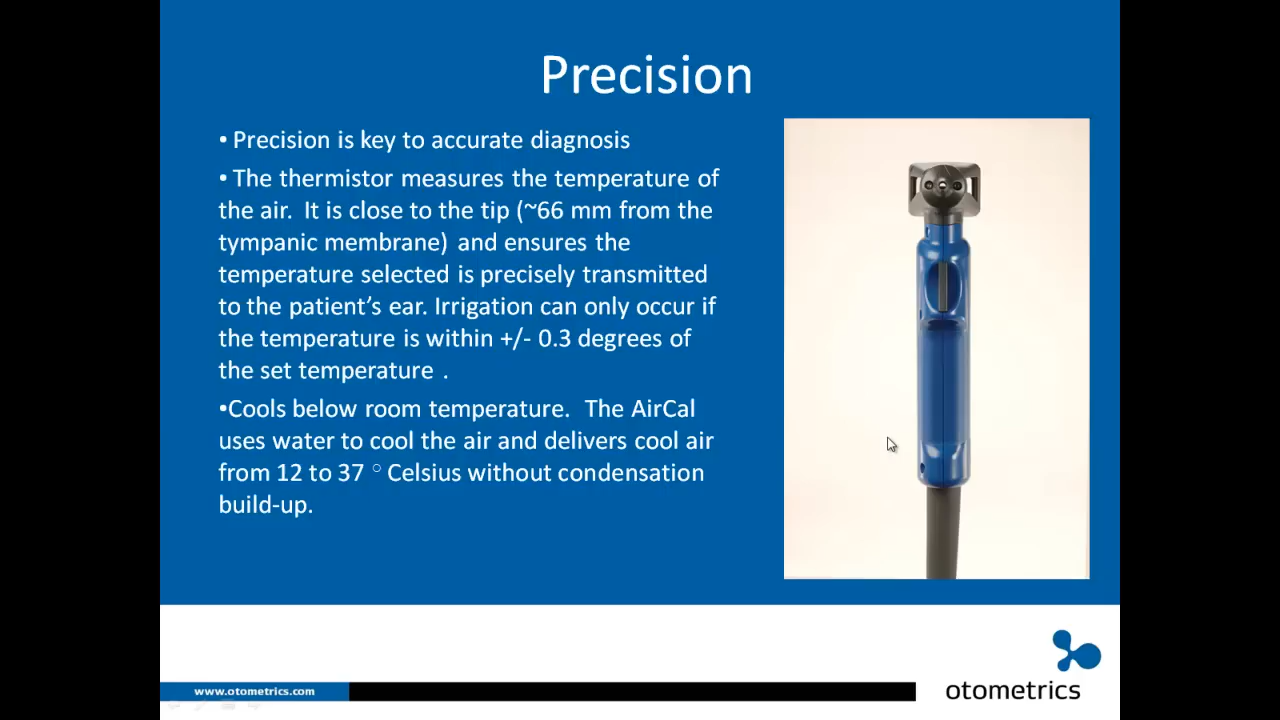 Precision
• Precision is key to accurate diagnosis
• The thermistor measures the temperature of
the air.  It is close to the tip (~66 mm from the
tympanic membrane) and ensures the
temperature selected is precisely transmitted
to the patient’s ear. Irrigation can only occur if
the temperature is within +/- 0.3 degrees of
the set temperature .
•Cools below room temperature.  The AirCal
uses water to cool the air and delivers cool air
from 12 to 37 ° Celsius without condensation
build-up.
www.otometrics.com
otometrics